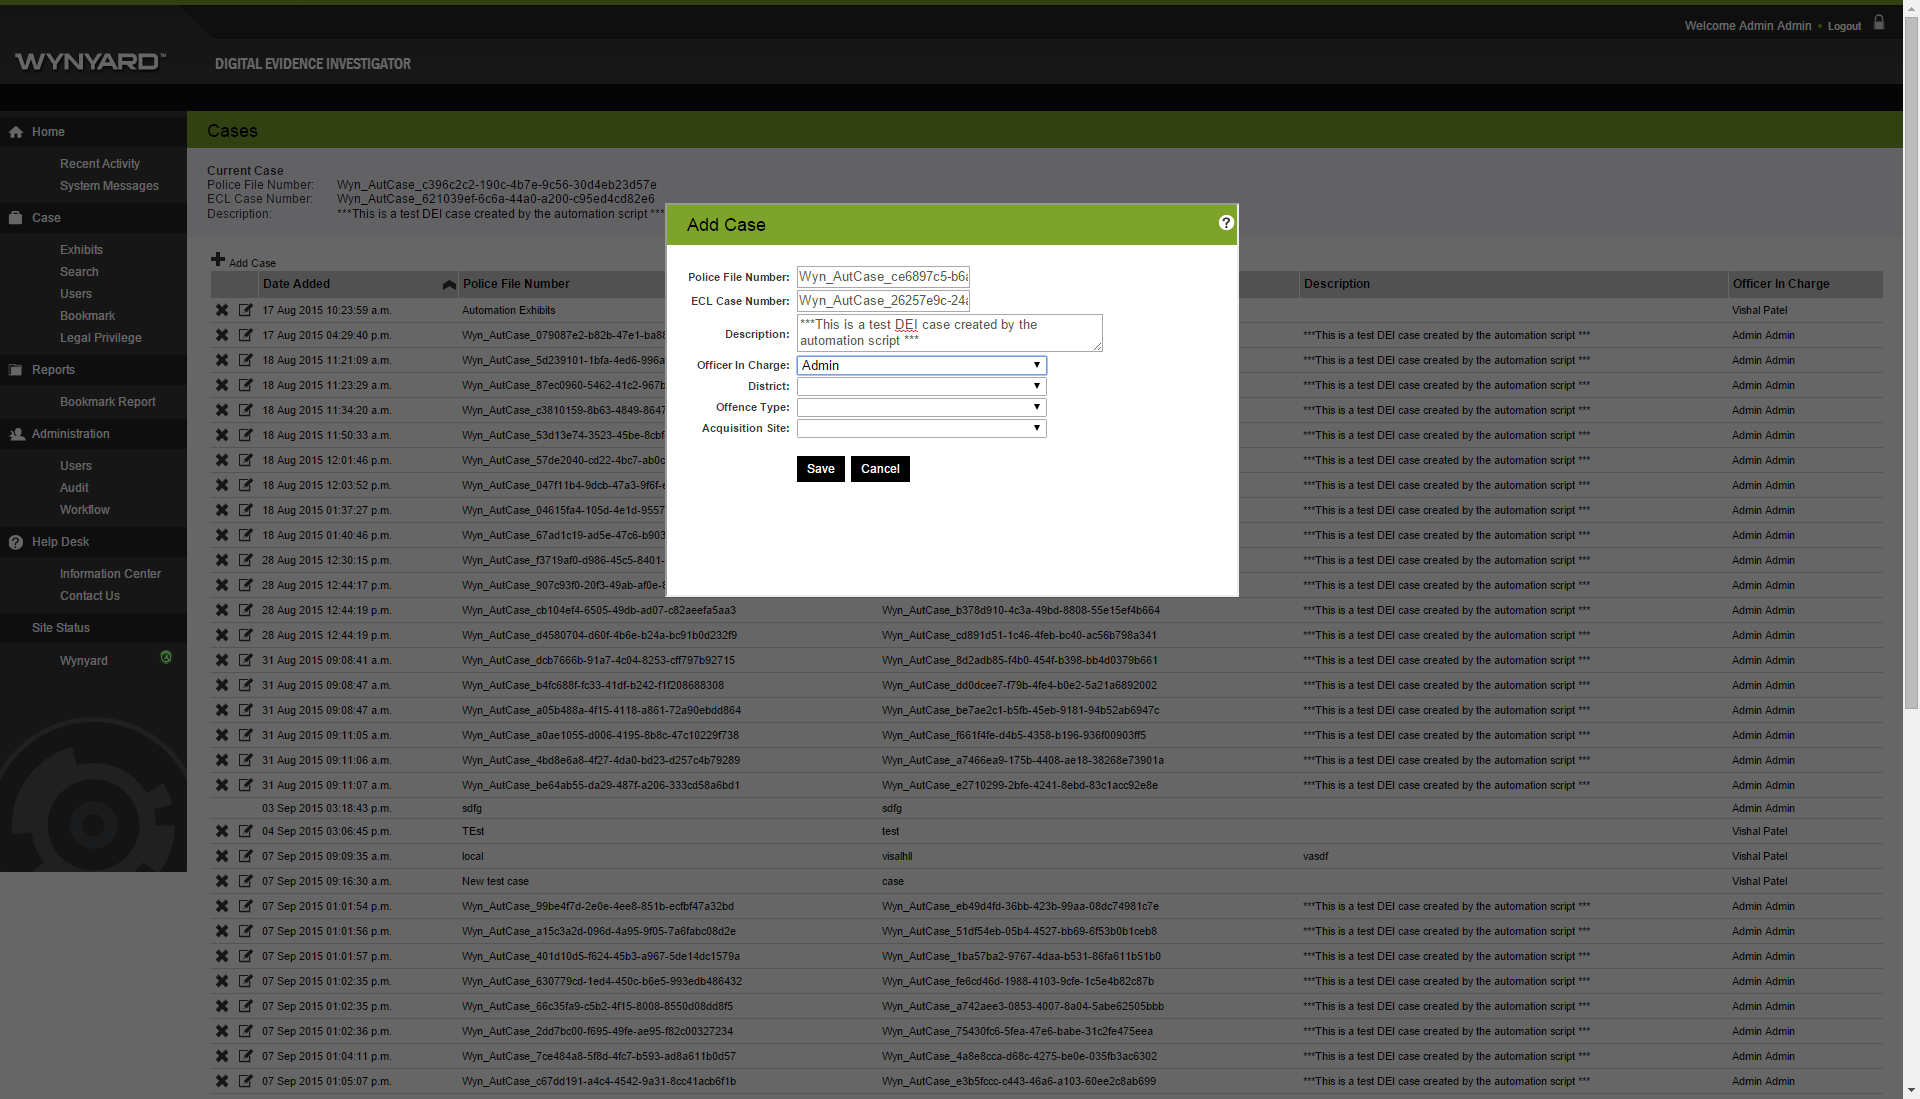 Welcome Admin Admin • Logout
WYNYARD™
DIGITAL EVIDENCE INVESTIGATOR
Home
Recent Activity
System Messages
Case
Exhibits
Search
Users
Bookmark
Legal Privilege
Reports
Bookmark Report
Administration
Users
Audit
Workflow
Help Desk
Information Center
Contact Us
Site Status
Wynyard
Cases
Current Case
Police File Number: Wyn_AutCase_c396c2c2-190c-4b7e-9c56-30d4eb23d57e
ECL Case Number: Wyn_AutCase_621039ef-6c6a-44a0-a200-c95ed4cd82e6
Description: ***This is a test DEI case created by the automation script ***
Add Case
Add Case
?
Police File Number: Wyn_AutCase_ce6897c5-b6a
ECL Case Number: Wyn_AutCase_26257e9c-24a
Description: ***This is a test DEI case created by the
automation script ***
Officer In Charge: Admin
District:
Offence Type:
Acquisition Site:
Save Cancel
Date Added Police File Number Description Officer In Charge
17 Aug 2015 10:23:59 a.m. Automation Exhibits Vishal Patel
17 Aug 2015 04:29:40 p.m. Wyn_AutCase_079087e2-b82b-47e1-ba88 ***This is a test DEI case created by the automation script *** Admin Admin
18 Aug 2015 11:21:09 a.m. Wyn_AutCase_5d239101-1bfa-4ed6-996a ***This is a test DEI case created by the automation script *** Admin Admin
18 Aug 2015 11:23:29 a.m. Wyn_AutCase_87ec0960-5462-41c2-967b ***This is a test DEI case created by the automation script *** Admin Admin
18 Aug 2015 11:34:20 a.m. Wyn_AutCase_c3810159-8b63-4849-8647 ***This is a test DEI case created by the automation script *** Admin Admin
18 Aug 2015 11:50:33 a.m. Wyn_AutCase_53d13e74-3523-45be-8cbf ***This is a test DEI case created by the automation script *** Admin Admin
18 Aug 2015 12:01:46 p.m. Wyn_AutCase_57de2040-cd22-4bc7-ab0c ***This is a test DEI case created by the automation script *** Admin Admin
18 Aug 2015 12:03:52 p.m. Wyn_AutCase_047f11b4-9dcb-47a3-9f6f-e ***This is a test DEI case created by the automation script *** Admin Admin
18 Aug 2015 01:37:27 p.m. Wyn_AutCase_04615fa4-105d-4e1d-9557 ***This is a test DEI case created by the automation script *** Admin Admin
18 Aug 2015 01:40:46 p.m. Wyn_AutCase_67ad1c19-ad5e-47c6-b903 ***This is a test DEI case created by the automation script *** Admin Admin
28 Aug 2015 12:30:15 p.m. Wyn_AutCase_f3719af0-d986-45c5-8401- ***This is a test DEI case created by the automation script *** Admin Admin
28 Aug 2015 12:44:17 p.m. Wyn_AutCase_907c93f0-20f3-49ab-af0e-8 ***This is a test DEI case created by the automation script *** Admin Admin
28 Aug 2015 12:44:19 p.m. Wyn_AutCase_cb104ef4-6505-49db-ad07-c82aeefa5aa3 Wyn_AutCase_b378d910-4c3a-49bd-8808-55e15ef4b664 ***This is a test DEI case created by the automation script *** Admin Admin
28 Aug 2015 12:44:19 p.m. Wyn_AutCase_d4580704-d60f-4b6e-b24a-bc91b0d232f9 Wyn_AutCase_cd891d51-1c46-4feb-bc40-ac56b798a341 ***This is a test DEI case created by the automation script *** Admin Admin
31 Aug 2015 09:08:41 a.m. Wyn_AutCase_dcb7666b-91a7-4c04-8253-cff797b92715 Wyn_AutCase_8d2adb85-f4b0-454f-b398-bb4d0379b661 ***This is a test DEI case created by the automation script *** Admin Admin
31 Aug 2015 09:08:47 a.m. Wyn_AutCase_b4fc688f-fc33-41df-b242-f1f208688308 Wyn_AutCase_dd0dcee7-f79b-4fe4-b0e2-5a21a6892002 ***This is a test DEI case created by the automation script *** Admin Admin
31 Aug 2015 09:08:47 a.m. Wyn_AutCase_a05b488a-4f15-4118-a861-72a90ebdd864 Wyn_AutCase_be7ae2c1-b5fb-45eb-9181-94b52ab6947c ***This is a test DEI case created by the automation script *** Admin Admin
31 Aug 2015 09:11:05 a.m. Wyn_AutCase_a0ae1055-d006-4195-8b8c-47c10229f738 Wyn_AutCase_f661f4fe-d4b5-4358-b196-936f00903ff5 ***This is a test DEI case created by the automation script *** Admin Admin
31 Aug 2015 09:11:06 a.m. Wyn_AutCase_4bd8e6a8-4f27-4da0-bd23-d257c4b79289 Wyn_AutCase_a7466ea9-175b-4408-ae18-38268e73901a ***This is a test DEI case created by the automation script *** Admin Admin
31 Aug 2015 09:11:07 a.m. Wyn_AutCase_be64ab55-da29-487f-a206-333cd58a6bd1 Wyn_AutCase_e2710299-2bfe-4241-8ebd-83c1acc92e8e ***This is a test DEI case created by the automation script *** Admin Admin
03 Sep 2015 03:18:43 p.m. sdfg sdfg Admin Admin
04 Sep 2015 03:06:45 p.m. TEst test Vishal Patel
07 Sep 2015 09:09:35 a.m. local visalhll vasdf Vishal Patel
07 Sep 2015 09:16:30 a.m. New test case case Vishal Patel
07 Sep 2015 01:01:54 p.m. Wyn_AutCase_99be4f7d-2e0e-4ee8-851b-ecfbf47a32bd Wyn_AutCase_eb49d4fd-36bb-423b-99aa-08dc74981c7e ***This is a test DEI case created by the automation script *** Admin Admin
07 Sep 2015 01:01:56 p.m. Wyn_AutCase_a15c3a2d-096d-4a95-9f05-7a6fabc08d2e Wyn_AutCase_51df54eb-05b4-4527-bb69-6f53b0b1ceb8 ***This is a test DEI case created by the automation script *** Admin Admin
07 Sep 2015 01:01:57 p.m. Wyn_AutCase_401d10d5-f624-45b3-a967-5de14dc1579a Wyn_AutCase_1ba57ba2-9767-4daa-b531-86fa611b51b0 ***This is a test DEI case created by the automation script *** Admin Admin
07 Sep 2015 01:02:35 p.m. Wyn_AutCase_630779cd-1ed4-450c-b6e5-993edb486432 Wyn_AutCase_fe6cd46d-1988-4103-9cfe-1c5e4b82c87b ***This is a test DEI case created by the automation script *** Admin Admin
07 Sep 2015 01:02:35 p.m. Wyn_AutCase_66c35fa9-c5b2-4f15-8008-8550d08dd8f5 Wyn_AutCase_a742aee3-0853-4007-8a04-5abe62505bbb ***This is a test DEI case created by the automation script *** Admin Admin
07 Sep 2015 01:02:36 p.m. Wyn_AutCase_2dd7bc00-f695-49fe-ae95-f82c00327234 Wyn_AutCase_75430fc6-5fea-47e6-babe-31c2fe475eea ***This is a test DEI case created by the automation script *** Admin Admin
07 Sep 2015 01:04:11 p.m. Wyn_AutCase_7ce484a8-5f8d-4fc7-b593-ad8a611b0d57 Wyn_AutCase_4a8e8cca-d68c-4275-be0e-035fb3ac6302 ***This is a test DEI case created by the automation script *** Admin Admin
07 Sep 2015 01:05:07 p.m. Wyn_AutCase_c67dd191-a4c4-4542-9a31-8cc41acb6f1b Wyn_AutCase_e3b5fccc-c443-46a6-a103-60ee2c8ab699 ***This is a test DEI case created by the automation script *** Admin Admin